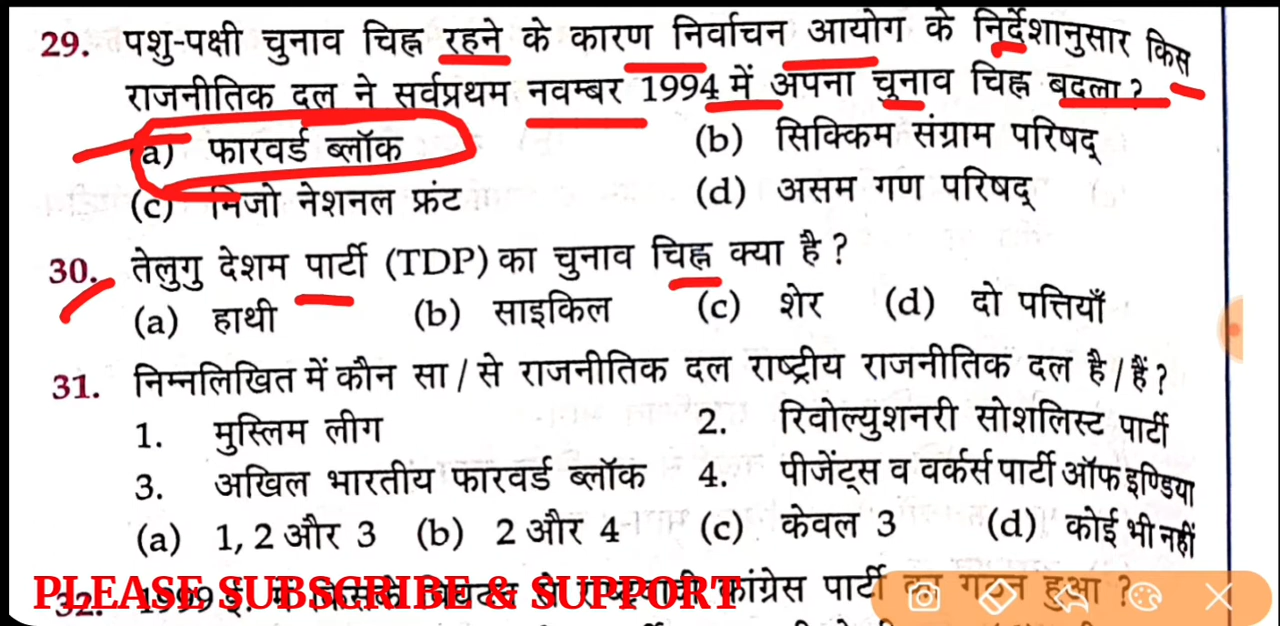 29. पशु-पक्षी चुनाव चिह्न रहने के कारण निर्वाचन आयोग के निर्देशानुसार किस
राजनीतिक दल ने सर्वप्रथम नवम्बर 1994 में अपना चुनाव चिह्न बदला ?
(a) फारवर्ड ब्लॉक (b) सिक्किम संग्राम परिषद्
(c) मिजो नेशनल फ्रंट (d) असम गण परिषद्
30. तेलुगु देशम पार्टी (TDP) का चुनाव चिह्न क्या है ?
(a) हाथी (b) साइकिल (c) शेर (d) दो पत्तियाँ
31. निम्नलिखित में कौन सा / से राजनीतिक दल राष्ट्रीय राजनीतिक दल है / हैं ?
1. मुस्लिम लीग 2. रिवोल्युशनरी सोशलिस्ट पार्टी
3. अखिल भारतीय फारवर्ड ब्लॉक 4. पीजेंट्स व वर्कर्स पार्टी ऑफ इण्डिया
(a) 1, 2 और 3 (b) 2 और 4 (c) केवल 3 (d) कोई भी नहीं
PLEASE SUBSCRIBE & SUPPORT
32. 1999 ई. में कांग्रेस पार्टी का गठन हुआ ?